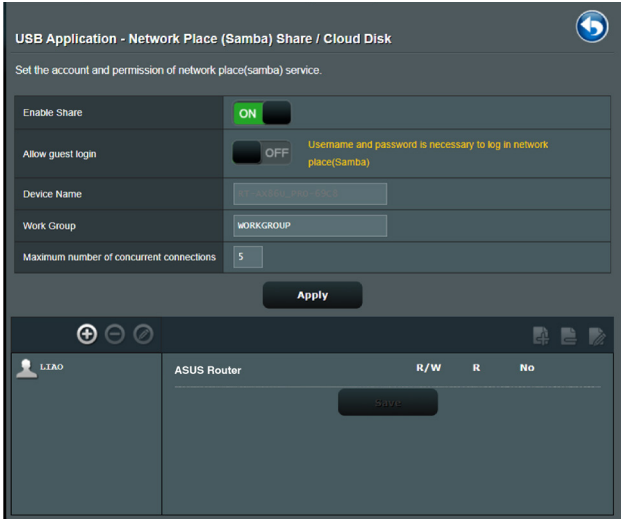 USB Application - Network Place (Samba) Share / Cloud Disk
Set the account and permission of network place(samba) service.
Enable Share
ON
Allow guest login
OFF
Username and password is necessary to log in network
place(Samba)
Device Name
Work Group
WORKGROUP
Maximum number of concurrent connections
5
Apply
LIAO
ASUS Router
R/W
R
No
Save